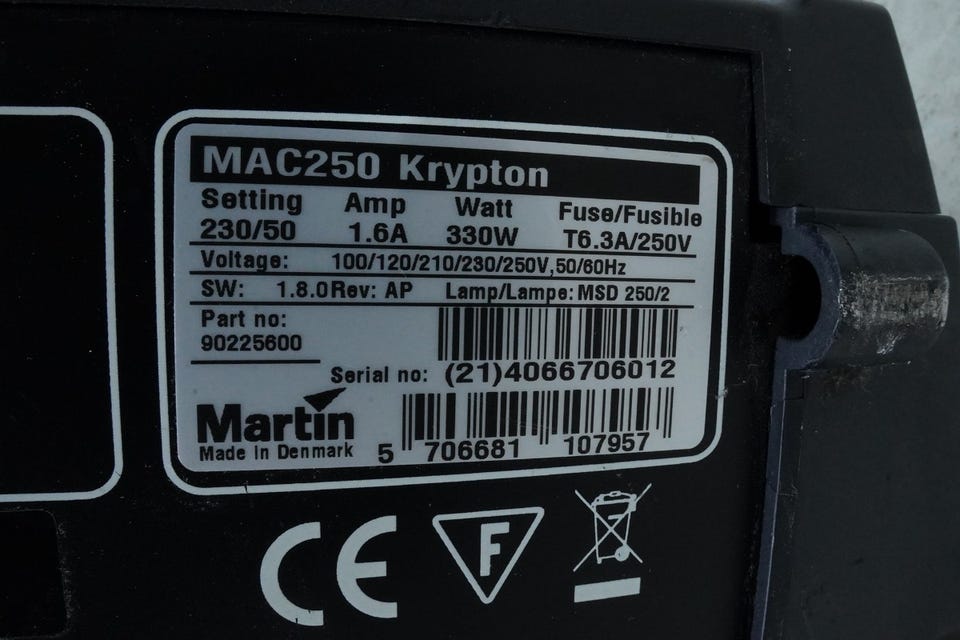 MAC250 Krypton
Setting Amp Watt Fuse/Fusible
230/50 1.6A 330W T6.3A/250V
Voltage: 100/120/210/230/250V,50/60Hz
SW: 1.8.0Rev: AP Lamp/Lampe: MSD 250/2
Part no:
90225600
Serial no: (21)4066706012
Martin
Made in Denmark
5 706681 107957
CE F